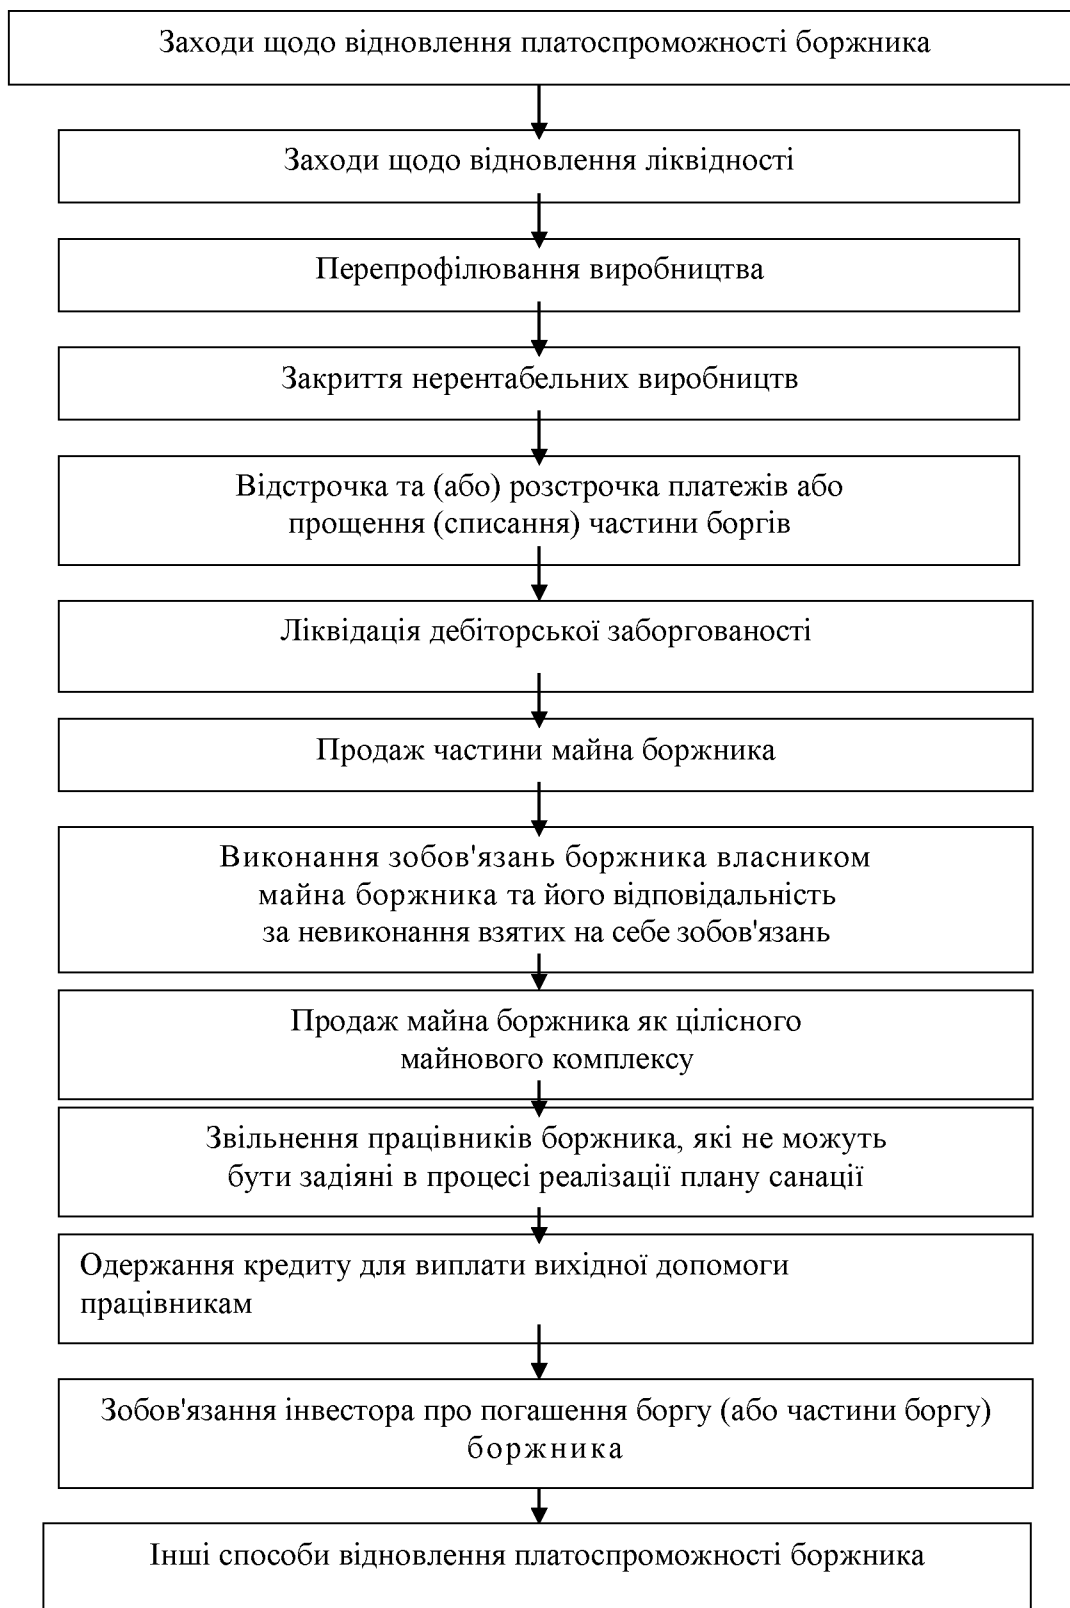 Заходи щодо відновлення платоспроможності боржника
Заходи щодо відновлення ліквідності
Перепрофілювання виробництва
Закриття нерентабельних виробництв
Відстрочка та (або) розстрочка платежів або
прощення (списання) частини боргів
Ліквідація дебіторської заборгованості
Продаж частини майна боржника
Виконання зобов'язань боржника власником
майна боржника та його відповідальність
за невиконання взятих на себе зобов'язань
Продаж майна боржника як цілісного
майнового комплексу
Звільнення працівників боржника, які не можуть
бути задіяні в процесі реалізації плану санації
Одержання кредиту для виплати вихідної допомоги
працівникам
Зобов'язання інвестора про погашення боргу (або частини боргу)
боржника
Інші способи відновлення платоспроможності боржника